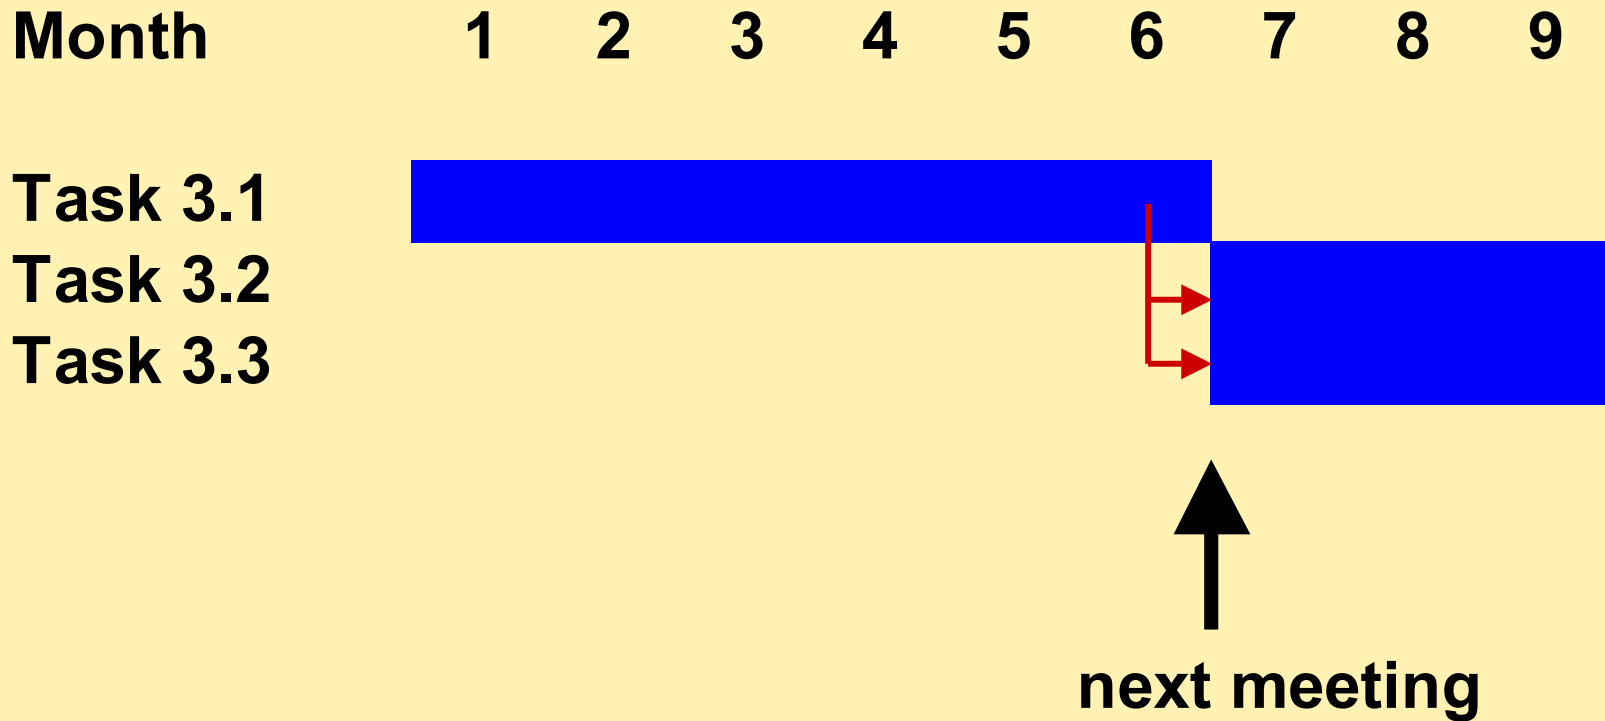 Month 1 2 3 4 5 6 7 8 9
Task 3.1
Task 3.2
Task 3.3
next meeting